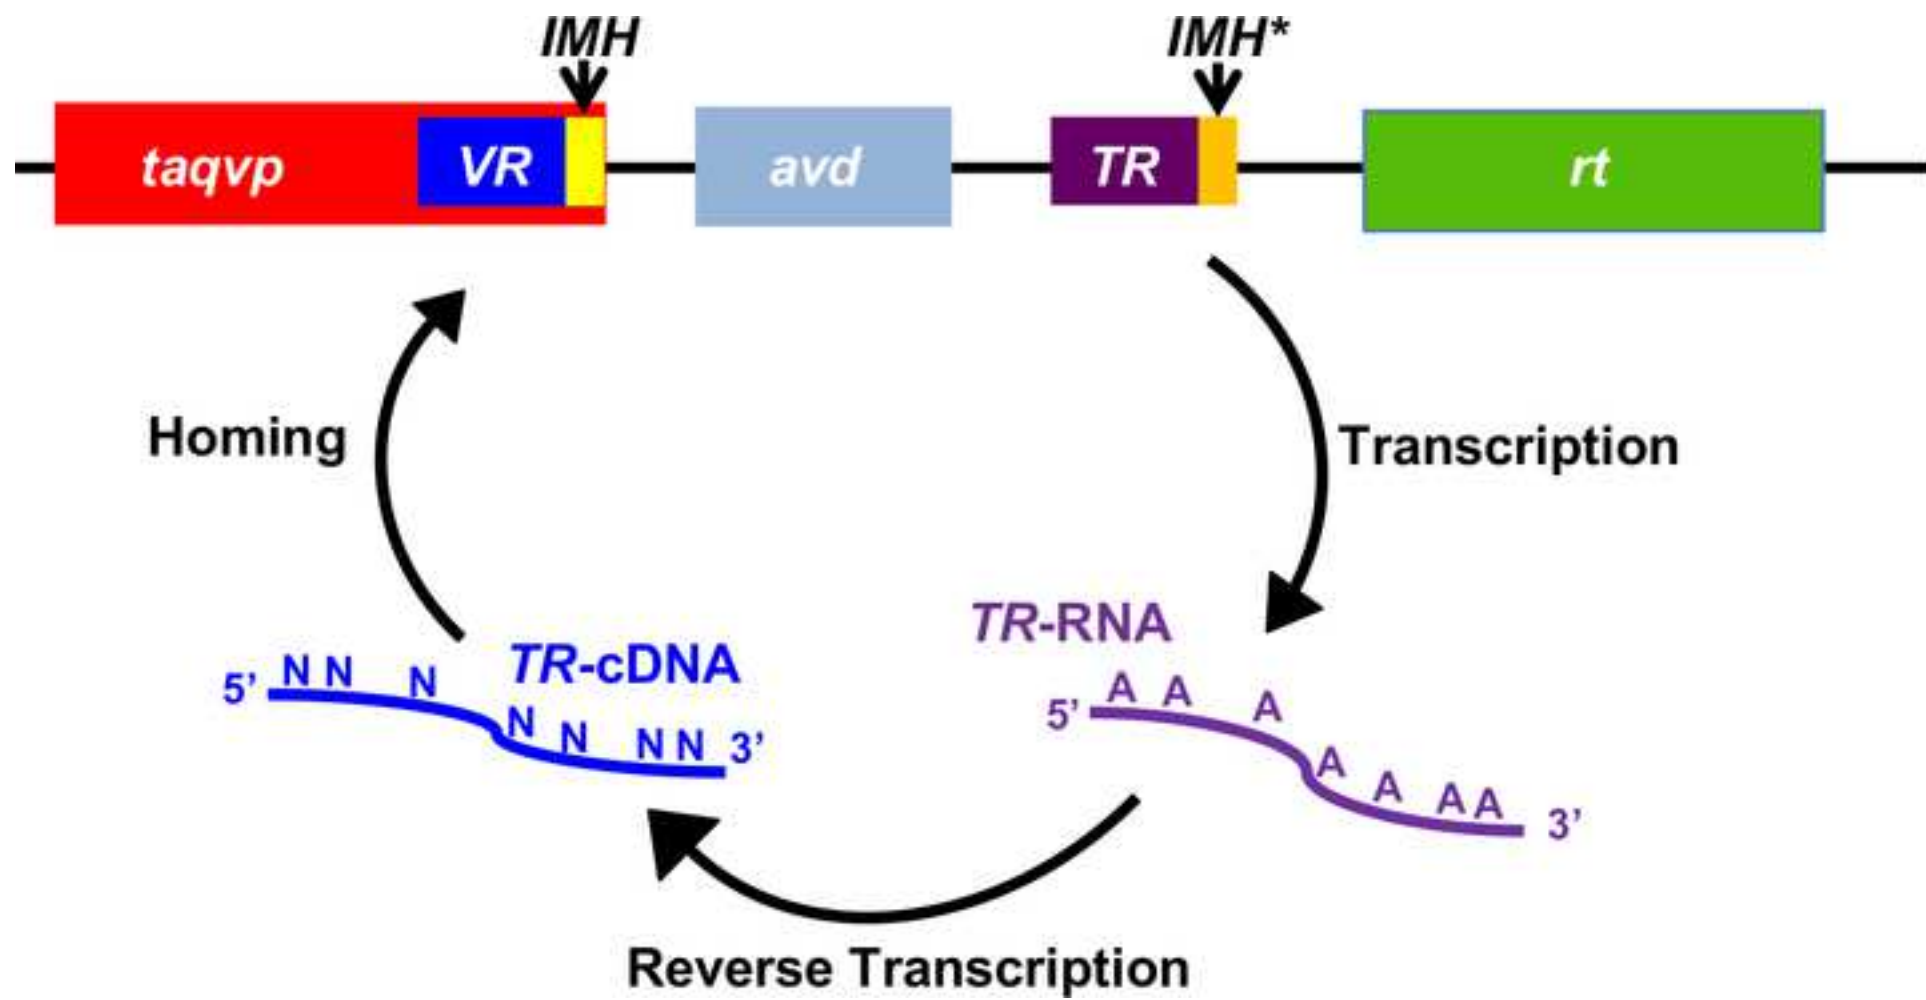 IMH IMH*
taqvp VR avd TR rt
Homing Transcription
TR-RNA
TR-cDNA
5’ N N N N N N N 3’
5’ A A A A A A A 3’
Reverse Transcription